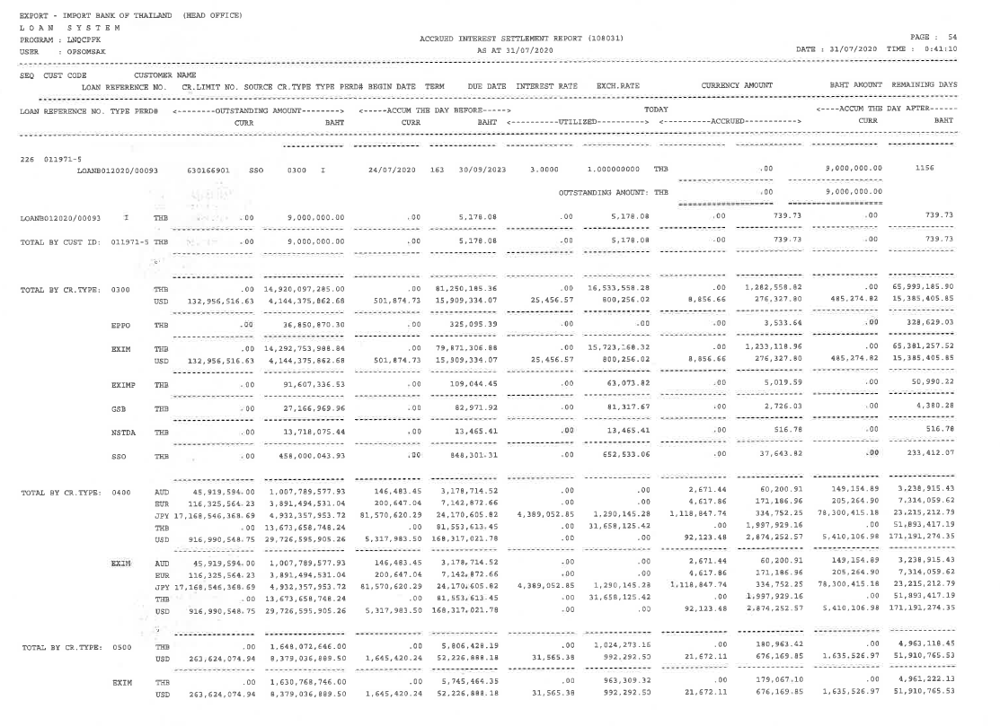 EXPORT - IMPORT BANK OF THAILAND (HEAD OFFICE)
L O A N   S Y S T E M
PROGRAM : LNQCPPK ACCRUED INTEREST SETTLEMENT REPORT (108031) PAGE : 54
USER : OPSOMSAK AS AT 31/07/2020 DATE : 31/07/2020 TIME : 0:41:10
SEQ CUST CODE CUSTOMER NAME
LOAN REFERENCE NO. CR.LIMIT NO. SOURCE CR.TYPE TYPE PERD# BEGIN DATE TERM DUE DATE INTEREST RATE EXCH.RATE CURRENCY AMOUNT BAHT AMOUNT REMAINING DAYS
LOAN REFERENCE NO. TYPE PERD# <--------OUTSTANDING AMOUNT--------> <-----ACCUM THE DAY BEFORE-----> TODAY <----ACCUM THE DAY AFTER------
CURR BAHT CURR BAHT <----------UTILIZED----------> <----------ACCRUED-----------> CURR BAHT
226 011971-5
LOANB012020/00093 630166901 SSO 0300 I 24/07/2020 163 30/09/2023 3.0000 1.000000000 THB .00 9,000,000.00 1156
OUTSTANDING AMOUNT: THB .00 9,000,000.00
LOANB012020/00093 I THB .00 9,000,000.00 .00 5,178.08 .00 5,178.08 .00 739.73 .00 739.73
TOTAL BY CUST ID: 011971-5 THB .00 9,000,000.00 .00 5,178.08 .00 5,178.08 .00 739.73 .00 739.73
TOTAL BY CR.TYPE: 0300 THB .00 14,920,097,285.00 .00 81,250,185.36 .00 16,533,558.28 .00 1,282,558.82 .00 65,999,185.90
USD 132,956,516.63 4,144,375,862.68 501,874.73 15,909,334.07 25,456.57 800,256.02 8,856.66 276,327.80 485,274.82 15,385,405.85
EPPO THB .00 36,850,870.30 .00 325,095.39 .00 .00 .00 3,533.64 .00 328,629.03
EXIM THB .00 14,292,753,988.84 .00 79,871,306.88 .00 15,723,168.32 .00 1,233,118.96 .00 65,381,257.52
USD 132,956,516.63 4,144,375,862.68 501,874.73 15,909,334.07 25,456.57 800,256.02 8,856.66 276,327.80 485,274.82 15,385,405.85
EXIMP THB .00 91,607,336.53 .00 109,044.45 .00 63,073.82 .00 5,019.59 .00 50,990.22
GSB THB .00 27,166,969.96 .00 82,971.92 .00 81,317.67 .00 2,726.03 .00 4,380.28
NSTDA THB .00 13,718,075.44 .00 13,465.41 .00 13,465.41 .00 516.78 .00 516.78
SSO THB .00 458,000,043.93 .00 848,301.31 .00 652,533.06 .00 37,643.82 .00 233,412.07
TOTAL BY CR.TYPE: 0400 AUD 45,919,594.00 1,007,789,577.93 146,483.45 3,178,714.52 .00 .00 2,671.44 60,200.91 149,154.89 3,238,915.43
EUR 116,325,564.23 3,891,494,531.04 200,647.04 7,142,872.66 .00 .00 4,617.86 171,186.96 205,264.90 7,314,059.62
JPY 17,168,546,368.69 4,932,357,953.72 81,570,620.29 24,170,605.82 4,389,052.85 1,290,145.28 1,118,847.74 334,752.25 78,300,415.18 23,215,212.79
THB .00 13,673,658,748.24 .00 81,553,613.45 .00 31,658,125.42 .00 1,997,929.16 .00 51,893,417.19
USD 916,990,548.75 29,726,595,905.26 5,317,983.50 168,317,021.78 .00 .00 92,123.48 2,874,252.57 5,410,106.98 171,191,274.35
EXIM AUD 45,919,594.00 1,007,789,577.93 146,483.45 3,178,714.52 .00 .00 2,671.44 60,200.91 149,154.89 3,238,915.43
EUR 116,325,564.23 3,891,494,531.04 200,647.04 7,142,872.66 .00 .00 4,617.86 171,186.96 205,264.90 7,314,059.62
JPY 17,168,546,368.69 4,932,357,953.72 81,570,620.29 24,170,605.82 4,389,052.85 1,290,145.28 1,118,847.74 334,752.25 78,300,415.18 23,215,212.79
THB .00 13,673,658,748.24 .00 81,553,613.45 .00 31,658,125.42 .00 1,997,929.16 .00 51,893,417.19
USD 916,990,548.75 29,726,595,905.26 5,317,983.50 168,317,021.78 .00 .00 92,123.48 2,874,252.57 5,410,106.98 171,191,274.35
TOTAL BY CR.TYPE: 0500 THB .00 1,648,072,646.00 .00 5,806,428.19 .00 1,024,273.16 .00 180,963.42 .00 4,963,118.45
USD 263,624,074.94 8,379,036,889.50 1,645,420.24 52,226,888.18 31,565.38 992,292.50 21,672.11 676,169.85 1,635,526.97 51,910,765.53
EXIM THB .00 1,630,768,746.00 .00 5,745,464.35 .00 963,309.32 .00 179,067.10 .00 4,961,222.13
USD 263,624,074.94 8,379,036,889.50 1,645,420.24 52,226,888.18 31,565.38 992,292.50 21,672.11 676,169.85 1,635,526.97 51,910,765.53